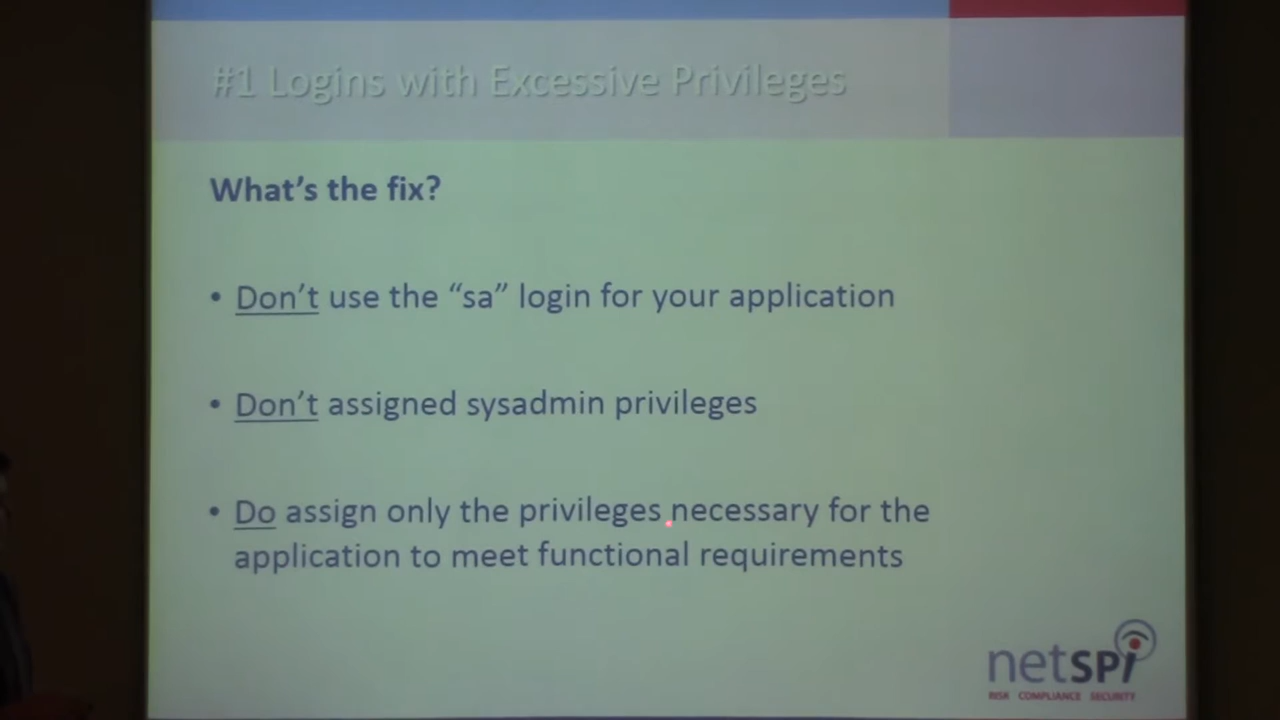 #1 Logins with Excessive Privileges
What's the fix?
• Don't use the “sa” login for your application
• Don't assigned sysadmin privileges
• Do assign only the privileges necessary for the
application to meet functional requirements
netSPi
RISK COMPLIANCE SECURITY